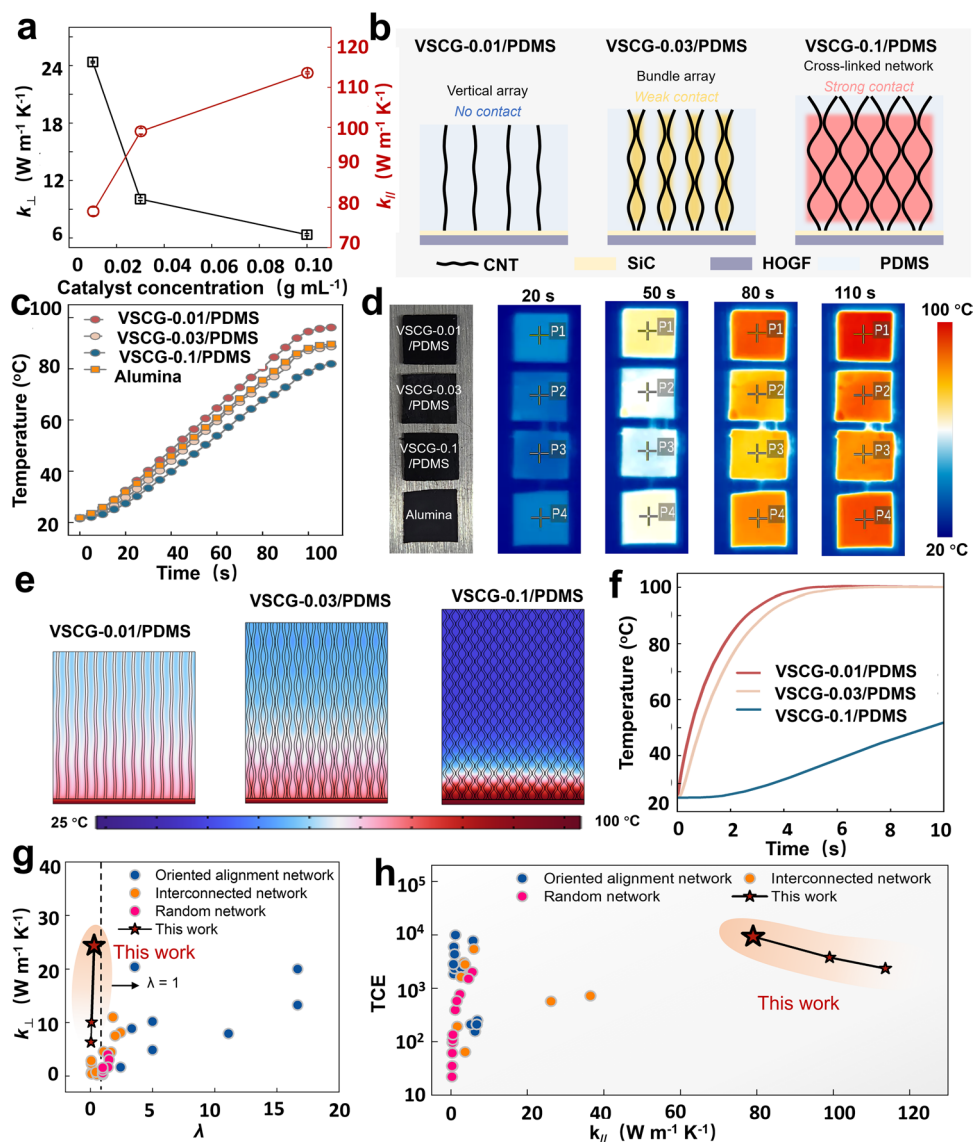 a
k⊥ (W m⁻¹ K⁻¹)
24
18
12
6
120
110
100
90
80
70
k// (W m⁻¹ K⁻¹)
0.00 0.02 0.04 0.06 0.08 0.10
Catalyst concentration (g mL⁻¹)
b
VSCG-0.01/PDMS VSCG-0.03/PDMS VSCG-0.1/PDMS
Vertical array
No contact
Bundle array
Weak contact
Cross-linked network
Strong contact
CNT SiC HOGF PDMS
c
Temperature (°C)
100
80
60
40
20
VSCG-0.01/PDMS
VSCG-0.03/PDMS
VSCG-0.1/PDMS
Alumina
0 20 40 60 80 100
Time (s)
d
20 s 50 s 80 s 110 s
VSCG-0.01
/PDMS
VSCG-0.03
/PDMS
VSCG-0.1
/PDMS
Alumina
P1 P1 P1 P1
P2 P2 P2 P2
P3 P3 P3 P3
P4 P4 P4 P4
100 °C
20 °C
e
VSCG-0.01/PDMS
VSCG-0.03/PDMS
VSCG-0.1/PDMS
25 °C 100 °C
f
Temperature (°C)
100
80
60
40
20
VSCG-0.01/PDMS
VSCG-0.03/PDMS
VSCG-0.1/PDMS
0 2 4 6 8 10
Time (s)
g
k⊥ (W m⁻¹ K⁻¹)
40
30
20
10
0
Oriented alignment network
Interconnected network
Random network
This work
This work
λ = 1
0 5 10 15 20
λ
h
TCE
10⁵
10⁴
10³
10²
10
Oriented alignment network Interconnected network
Random network This work
This work
0 20 40 60 80 100 120
k// (W m⁻¹ K⁻¹)